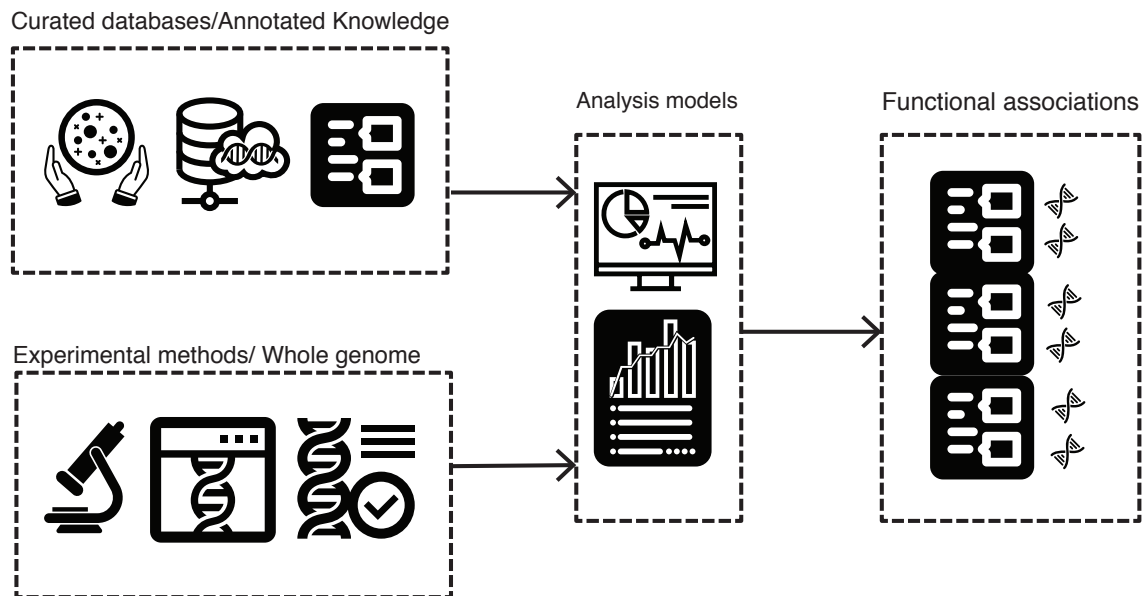 Curated databases/Annotated Knowledge
Analysis models
Functional associations
Experimental methods/ Whole genome